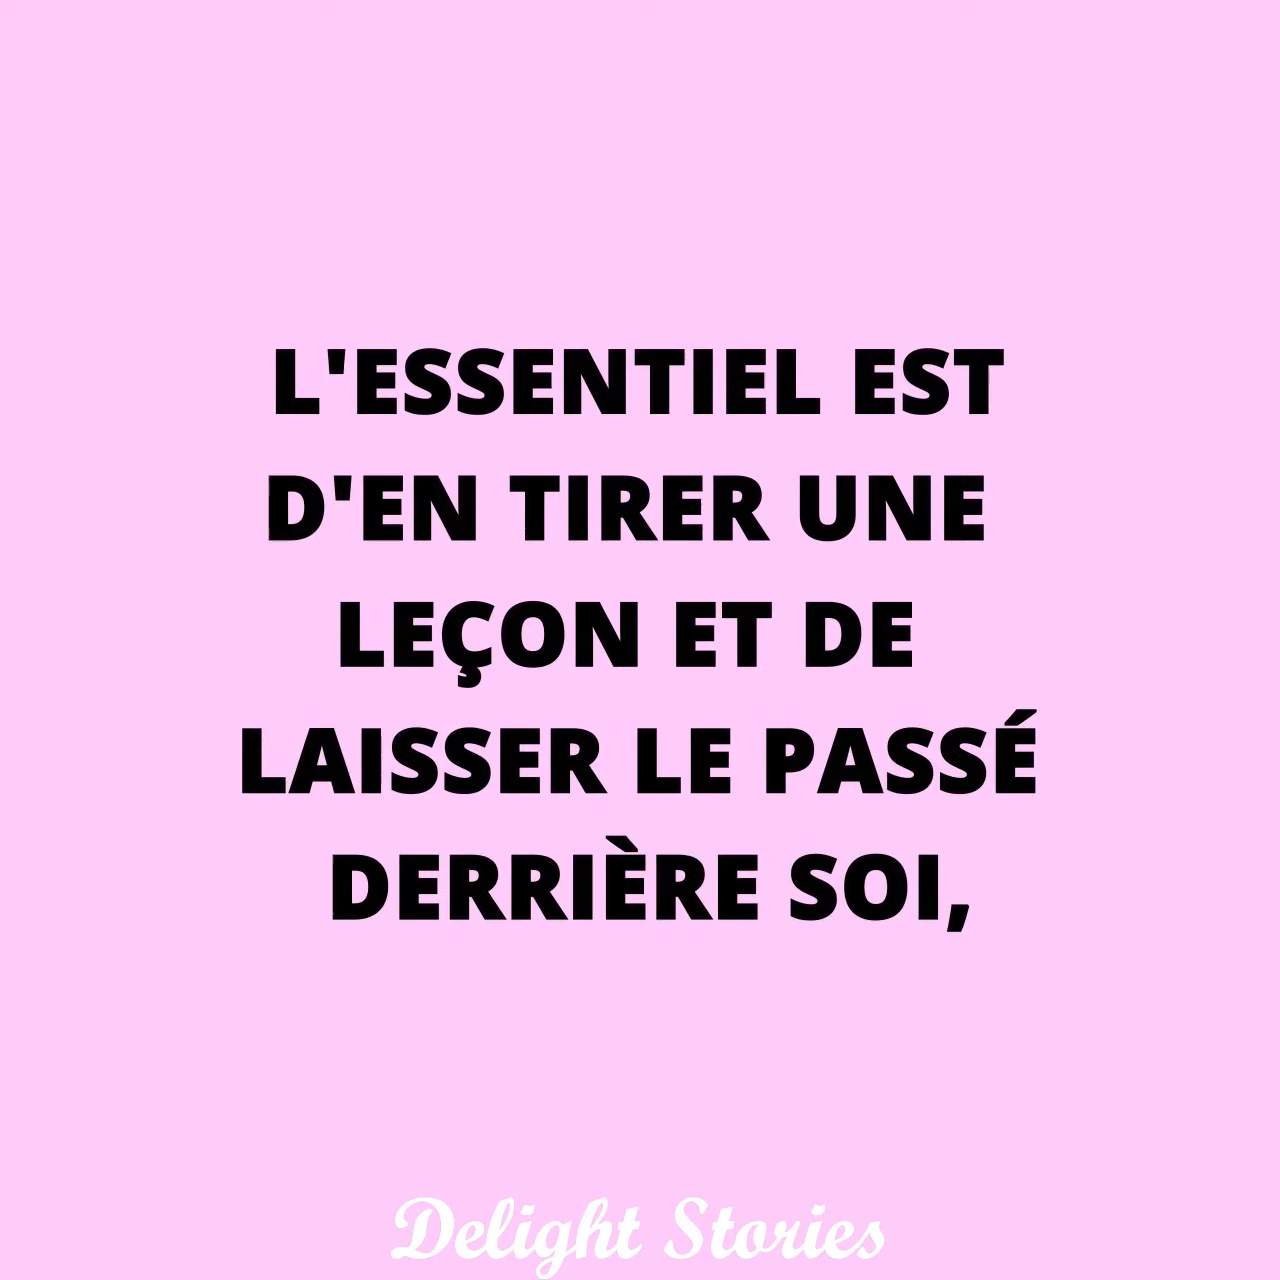 L'ESSENTIEL EST
D'EN TIRER UNE
LEÇON ET DE
LAISSER LE PASSÉ
DERRIÈRE SOI,
Delight Stories